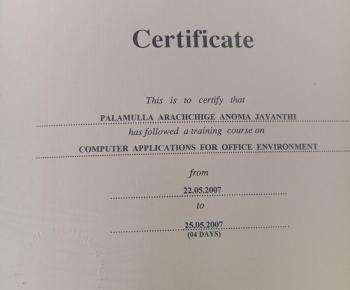 Certificate
This is to certify that
PALAMULLA ARACHCHIGE ANOMA JAYANTHI
has followed a training course on
COMPUTER APPLICATIONS FOR OFFICE ENVIRONMENT
from
22.05.2007
to
25.05.2007
(04 DAYS)